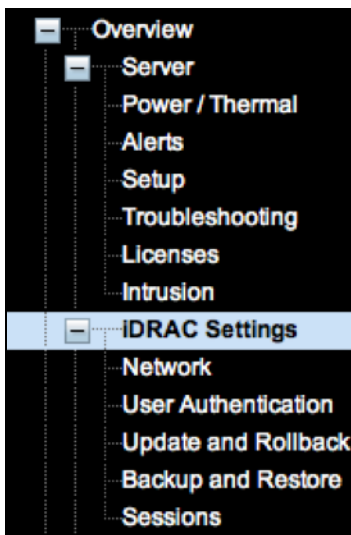 Overview
Server
Power / Thermal
Alerts
Setup
Troubleshooting
Licenses
Intrusion
iDRAC Settings
Network
User Authentication
Update and Rollback
Backup and Restore
Sessions